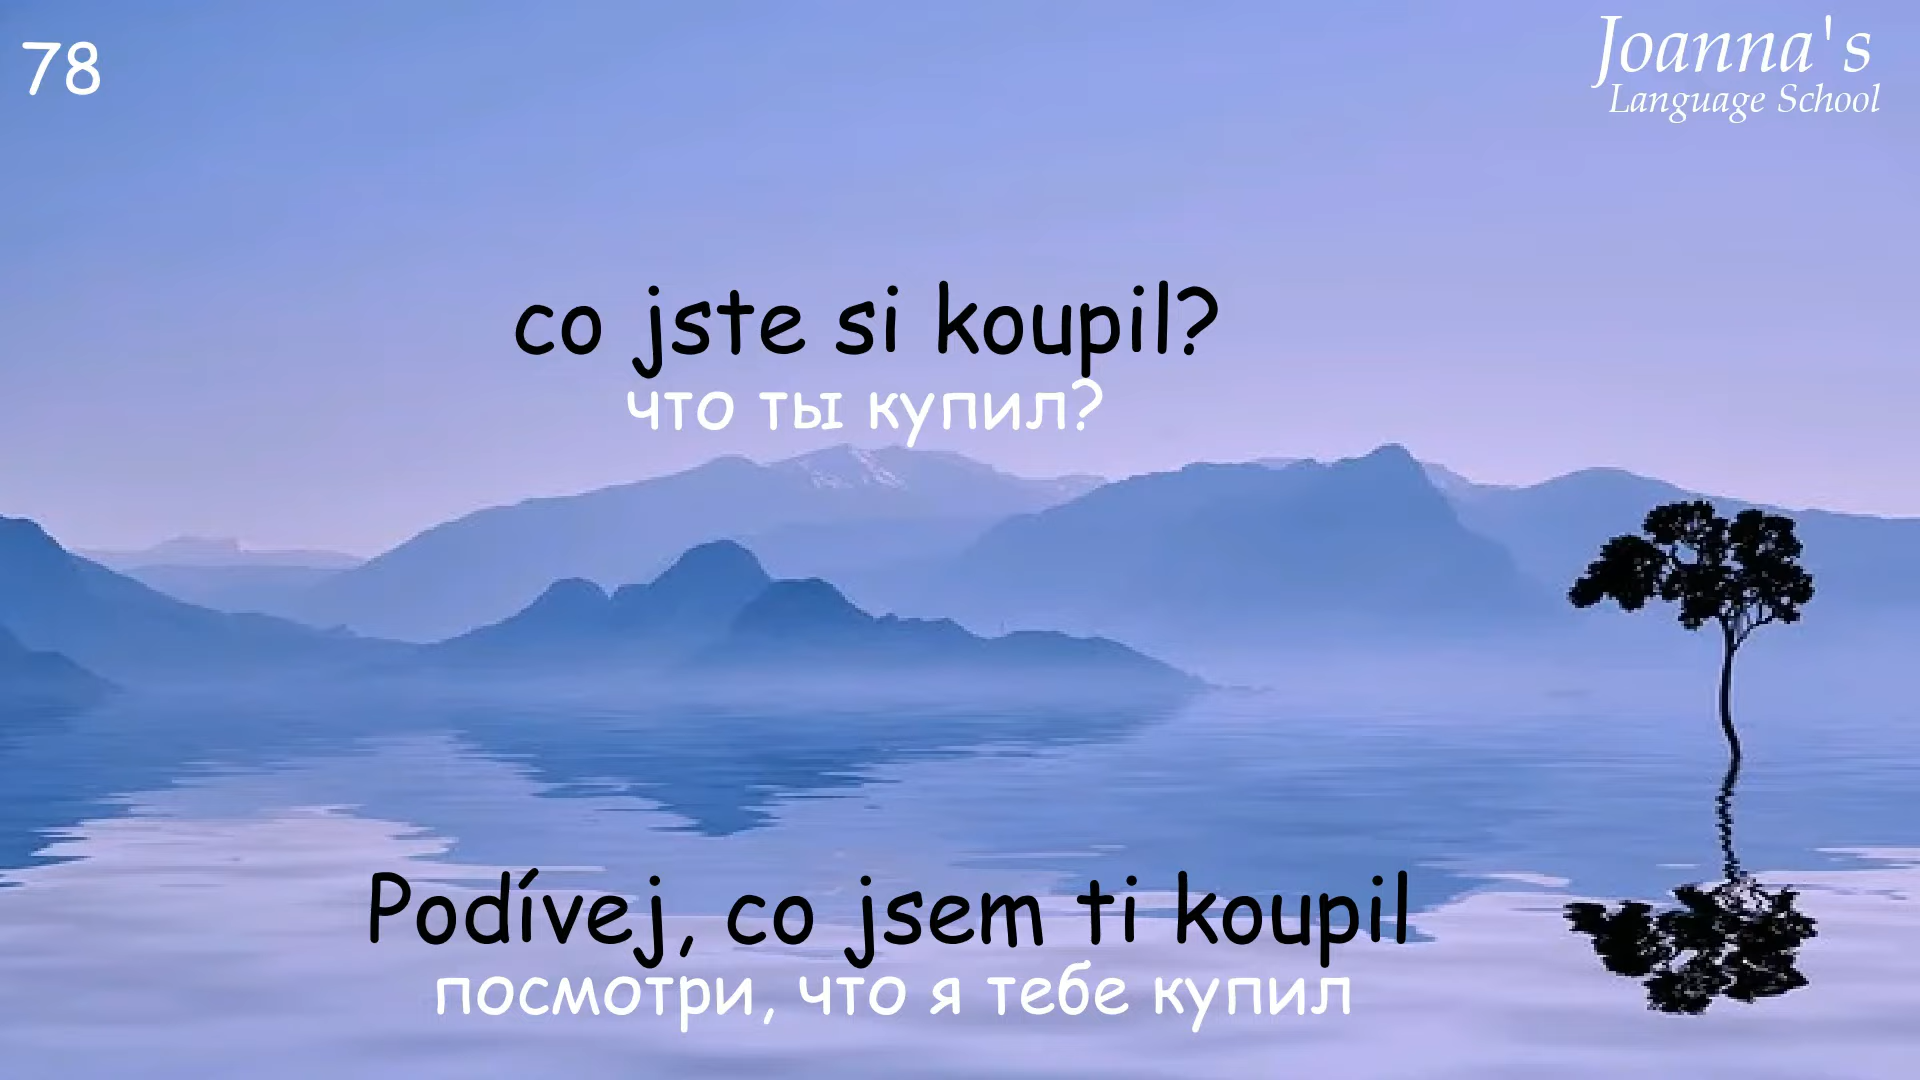 78
Joanna's
Language School
co jste si koupil?
что ты купил?
Podívej, co jsem ti koupil
посмотри, что я тебе купил